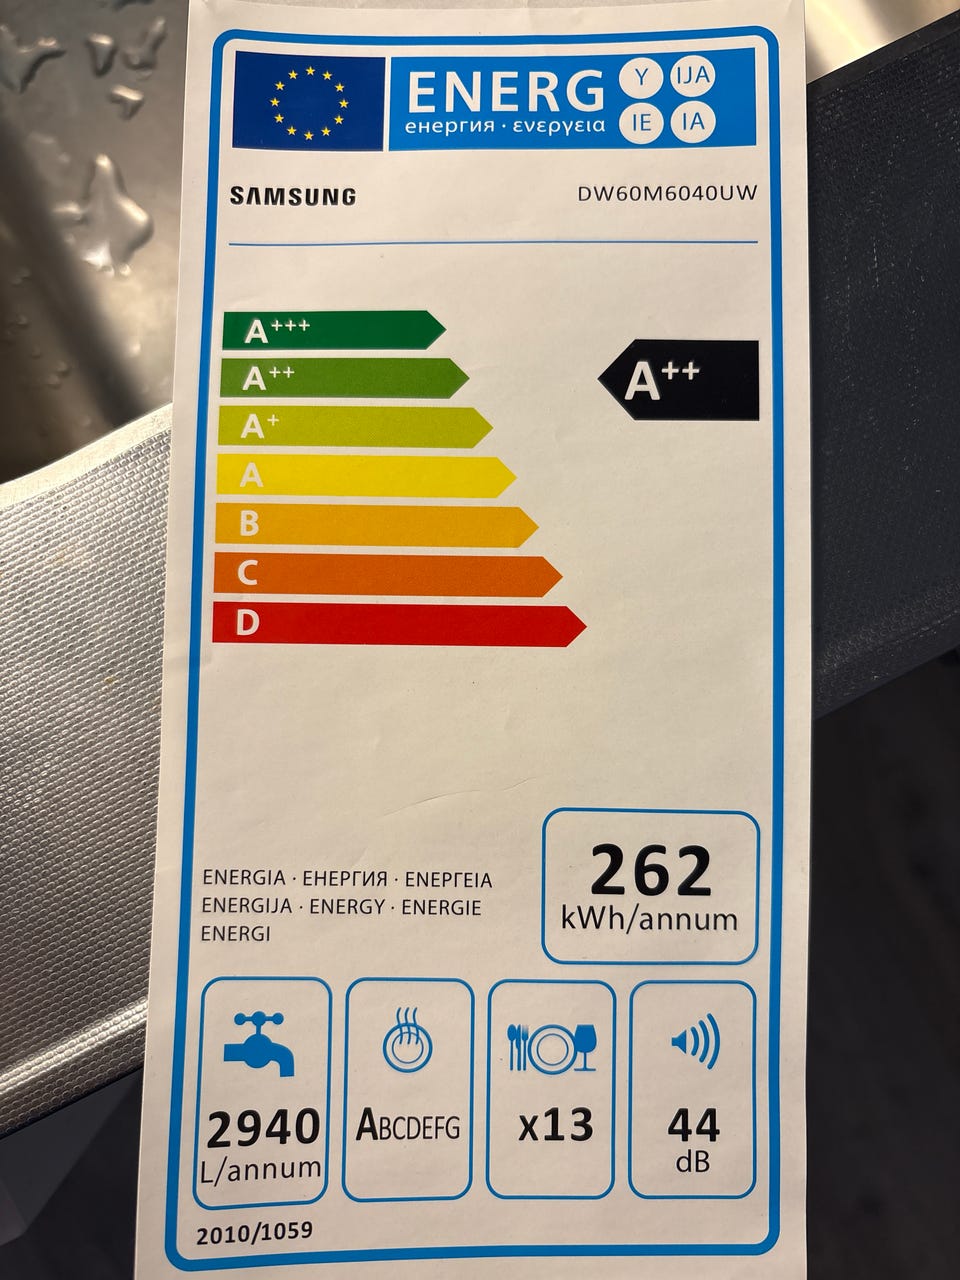 ENERG Y IJA
енергия · ενεργεια IE IA
SAMSUNG DW60M6040UW
A+++
A++ A++
A+
A
B
C
D
262
kWh/annum
ENERGIA · ЕНЕРГИЯ · ΕΝΕΡΓΕΙΑ
ENERGIJA · ENERGY · ENERGIE
ENERGI
2940
L/annum
ABCDEFG
x13
44
dB
2010/1059